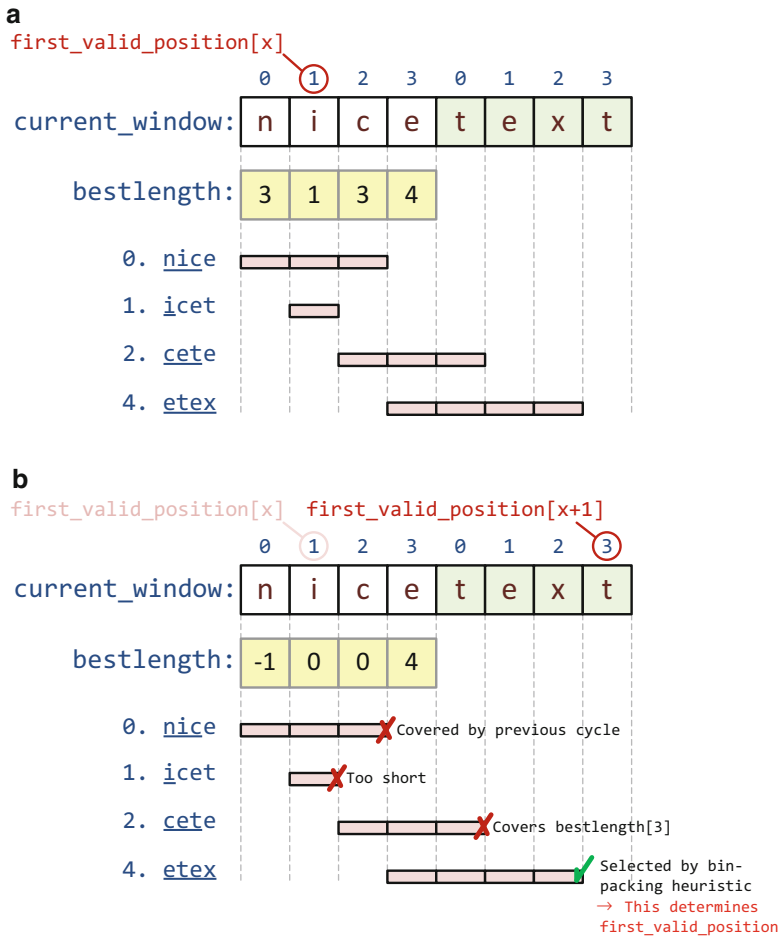 a
first_valid_position[x]
0 1 2 3 0 1 2 3
current_window: n i c e t e x t
bestlength: 3 1 3 4
0. nice
1. icet
2. cete
4. etex
b
first_valid_position[x] first_valid_position[x+1]
0 1 2 3 0 1 2 3
current_window: n i c e t e x t
bestlength: -1 0 0 4
0. nice Covered by previous cycle
1. icet Too short
2. cete Covers bestlength[3]
4. etex Selected by bin-
packing heuristic
→ This determines
first_valid_position